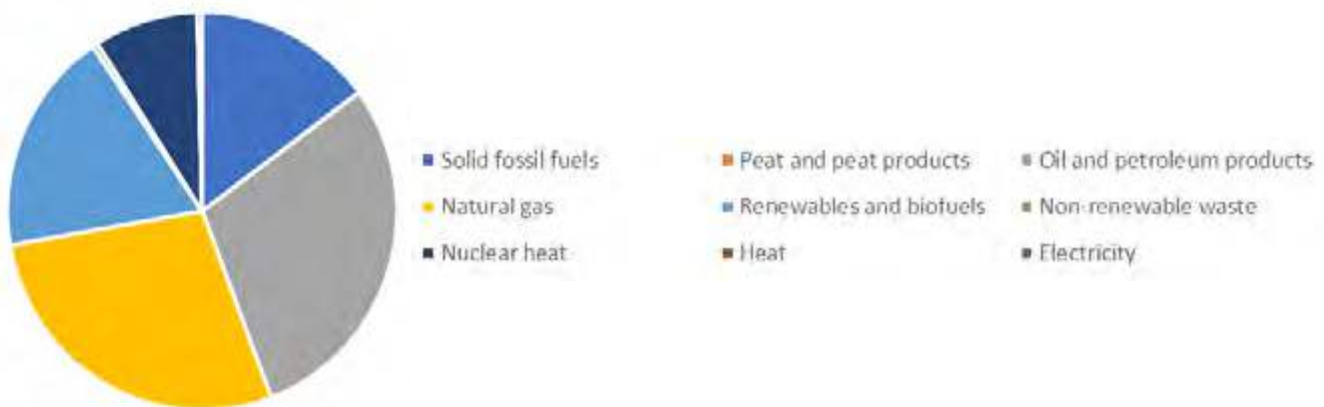 Solid fossil fuels Peat and peat products Oil and petroleum products
Natural gas Renewables and biofuels Non-renewable waste
Nuclear heat Heat Electricity